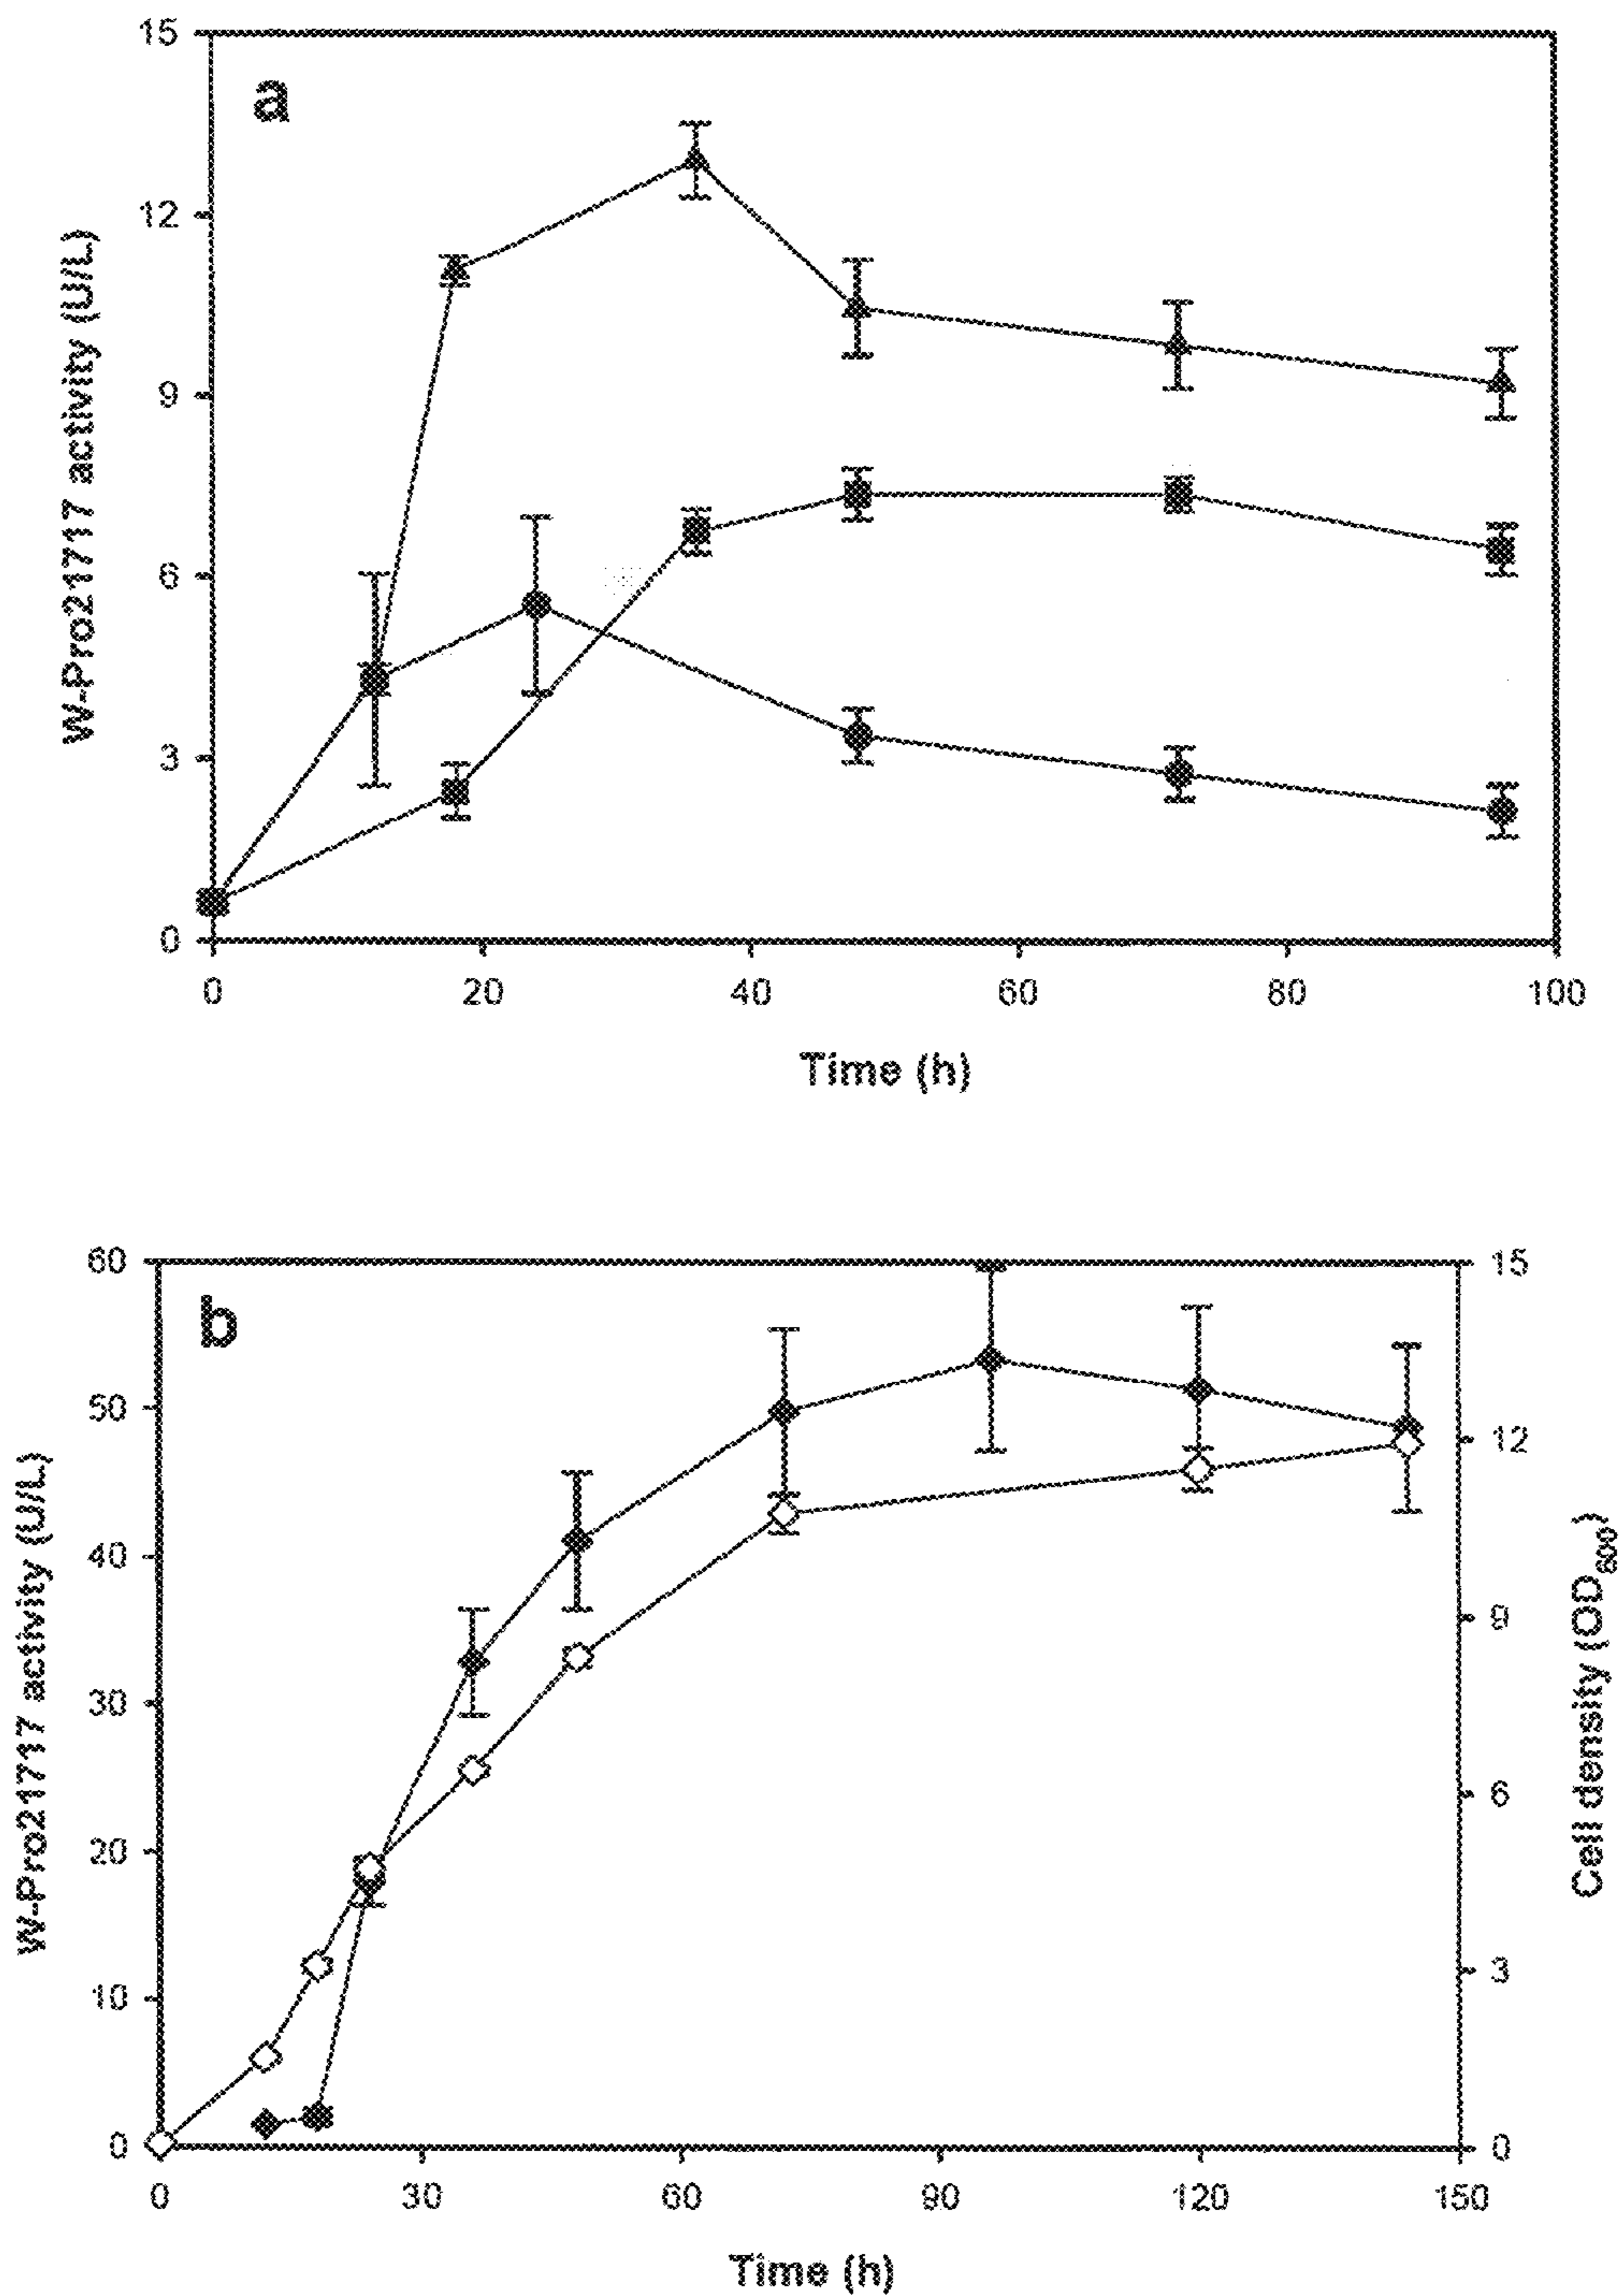 a
W-Pro21717 activity (U/L)
15
12
9
6
3
0
0 20 40 60 80 100
Time (h)
b
W-Pro21717 activity (U/L)
60
50
40
30
20
10
0
15
12
9
6
3
0
Cell density (OD600)
0 30 60 90 120 150
Time (h)